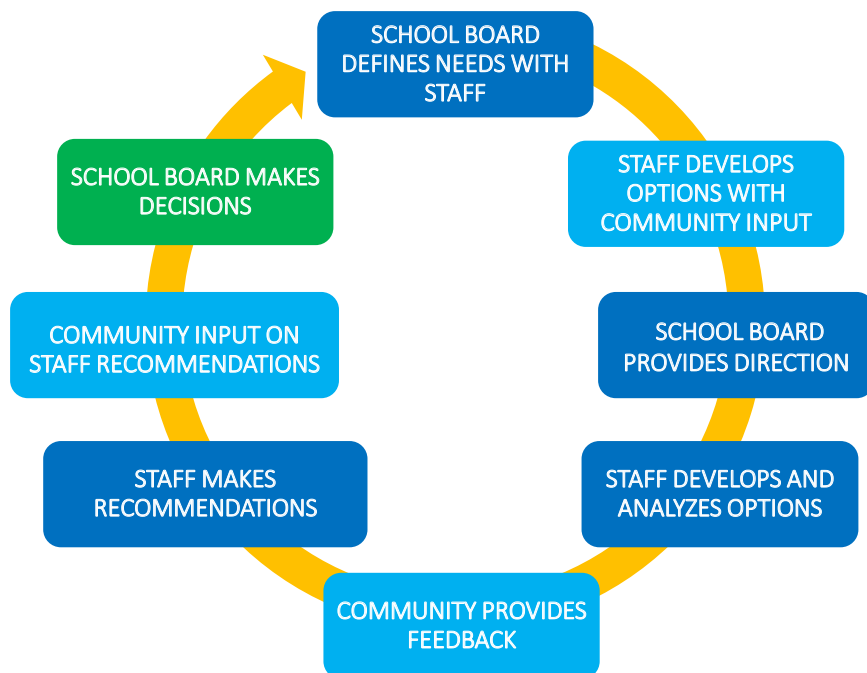 SCHOOL BOARD
DEFINES NEEDS WITH
STAFF
STAFF DEVELOPS
OPTIONS WITH
COMMUNITY INPUT
SCHOOL BOARD
PROVIDES DIRECTION
STAFF DEVELOPS AND
ANALYZES OPTIONS
COMMUNITY PROVIDES
FEEDBACK
STAFF MAKES
RECOMMENDATIONS
COMMUNITY INPUT ON
STAFF RECOMMENDATIONS
SCHOOL BOARD MAKES
DECISIONS